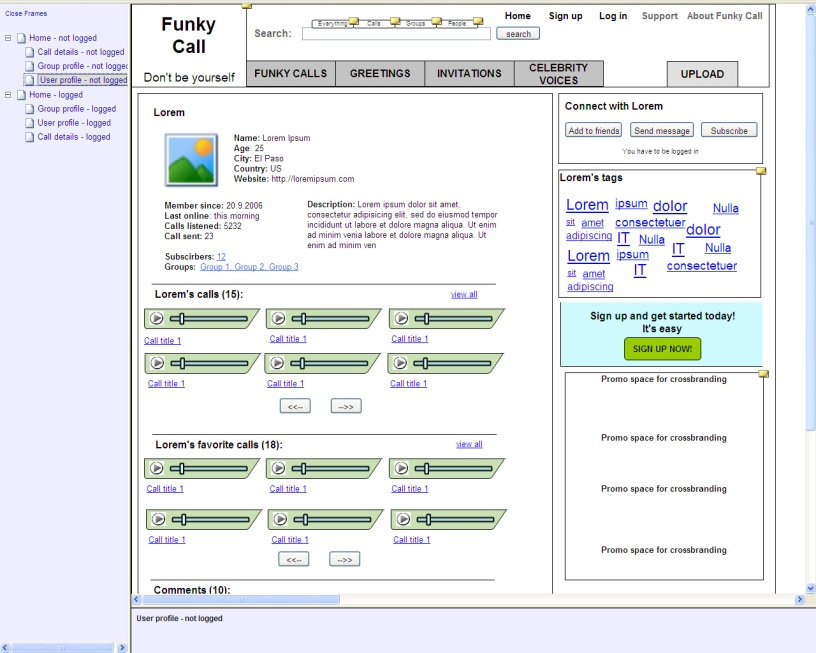 Close Frames
Home - not logged
Call details - not logged
Group profile - not logged
User profile - not logged
Home - logged
Group profile - logged
User profile - logged
Call details - logged
Funky
Call
Don't be yourself
Everything Calls Groups People
Search:
search
Home Sign up Log in Support About Funky Call
FUNKY CALLS GREETINGS INVITATIONS CELEBRITY
VOICES
UPLOAD
Lorem
Name: Lorem Ipsum
Age: 25
City: El Paso
Country: US
Website: http://loremipsum.com
Member since: 20.9.2006
Last online: this morning
Calls listened: 5232
Call sent: 23
Description: Lorem ipsum dolor sit amet,
consectetur adipisicing elit, sed do eiusmod tempor
incididunt ut labore et dolore magna aliqua. Ut enim
ad minim venia labore et dolore magna aliqua. Ut
enim ad minim ven
Subscirbers: 12
Groups: Group 1, Group 2, Group 3
Lorem's calls (15):
view all
Call title 1 Call title 1 Call title 1
Call title 1 Call title 1 Call title 1
<<-- -->>
Lorem's favorite calls (18):
view all
Call title 1 Call title 1 Call title 1
Call title 1 Call title 1 Call title 1
<<-- -->>
Comments (10):
Connect with Lorem
Add to friends Send message Subscribe
You have to be logged in
Lorem's tags
Lorem ipsum dolor Nulla
sit amet consectetuer
adipiscing IT Nulla dolor
Lorem ipsum IT Nulla
sit amet IT consectetuer
adipiscing
Sign up and get started today!
It's easy
SIGN UP NOW!
Promo space for crossbranding
Promo space for crossbranding
Promo space for crossbranding
Promo space for crossbranding
User profile - not logged